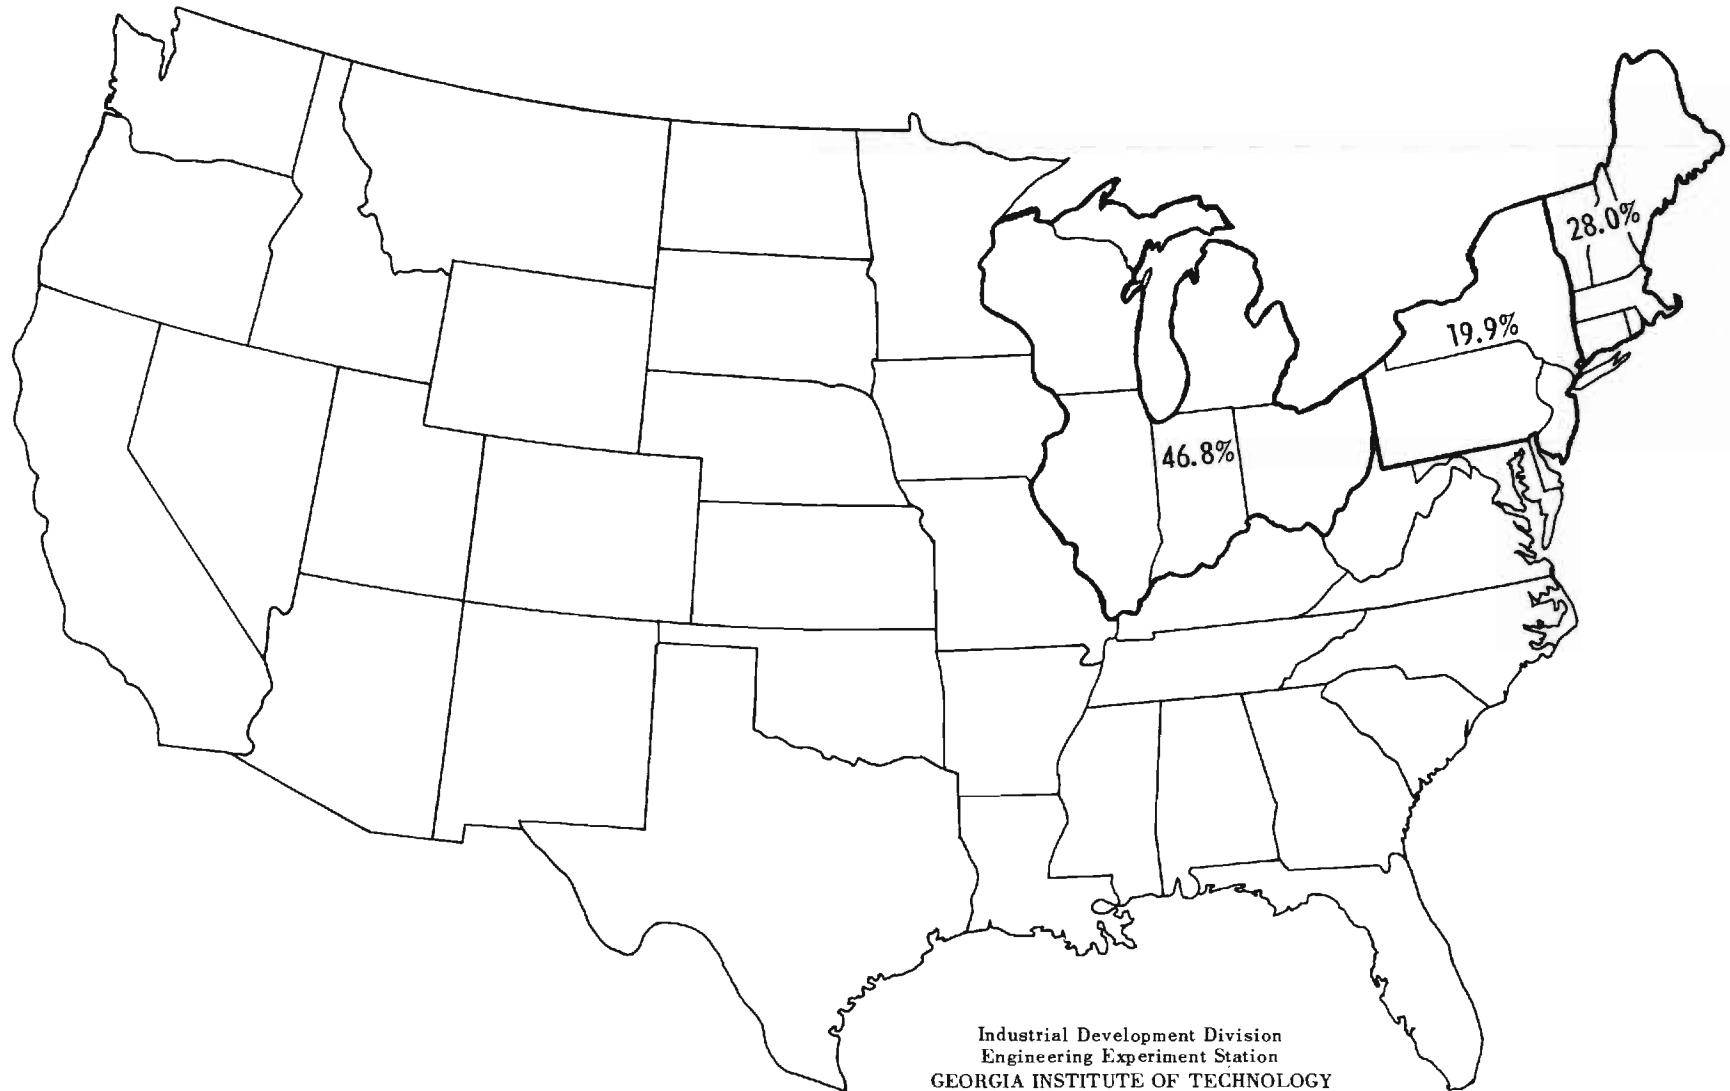 28.0%
19.9%
46.8%
Industrial Development Division
Engineering Experiment Station
GEORGIA INSTITUTE OF TECHNOLOGY